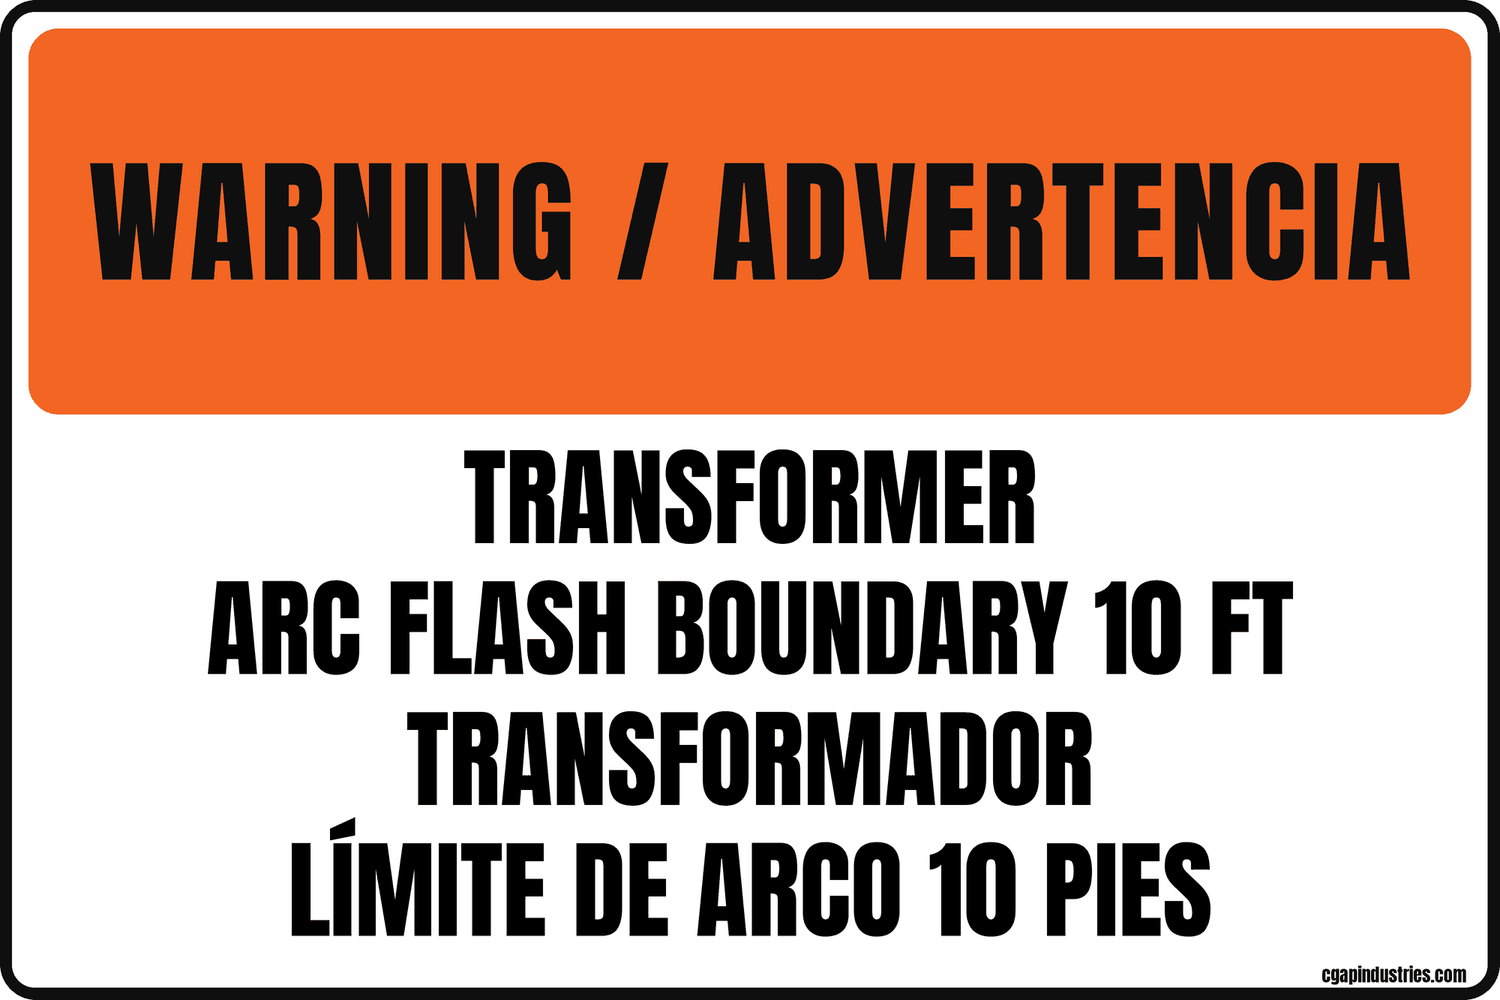 WARNING / ADVERTENCIA
TRANSFORMER
ARC FLASH BOUNDARY 10 FT
TRANSFORMADOR
LÍMITE DE ARCO 10 PIES
cgapindustries.com